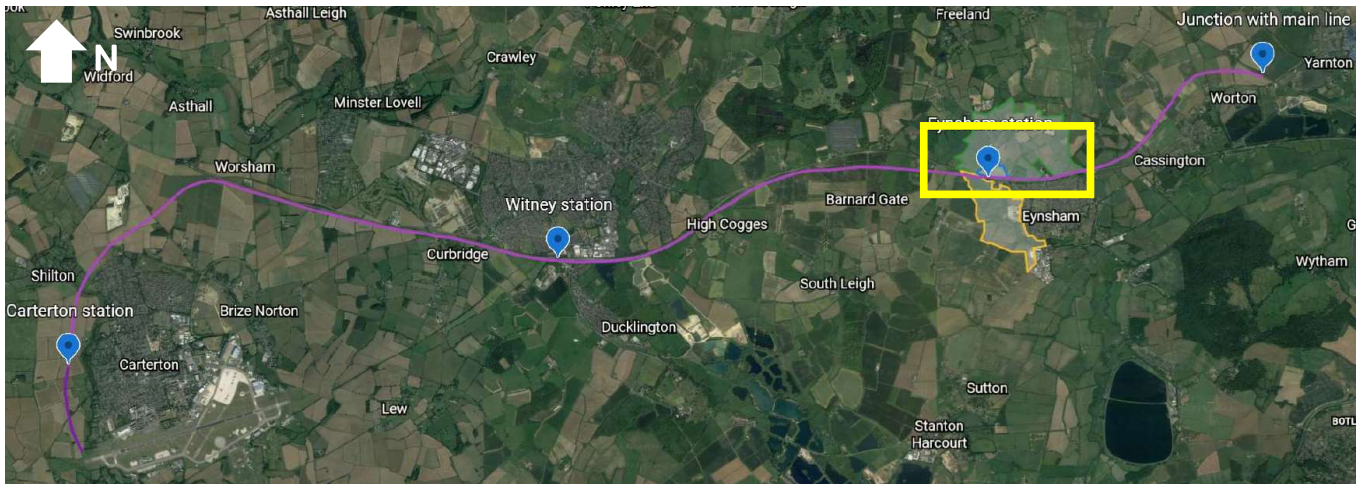 Asthall Leigh
Freeland
Junction with main line
Swinbrook
N
Crawley
Yarnton
Widford
Asthall
Minster Lovell
Worton
Eynsham station
Cassington
Worsham
Barnard Gate
Witney station
High Cogges
Eynsham
Curbridge
Wytham
Shilton
South Leigh
Carterton station
Brize Norton
Ducklington
Carterton
Sutton
Lew
Stanton
Harcourt